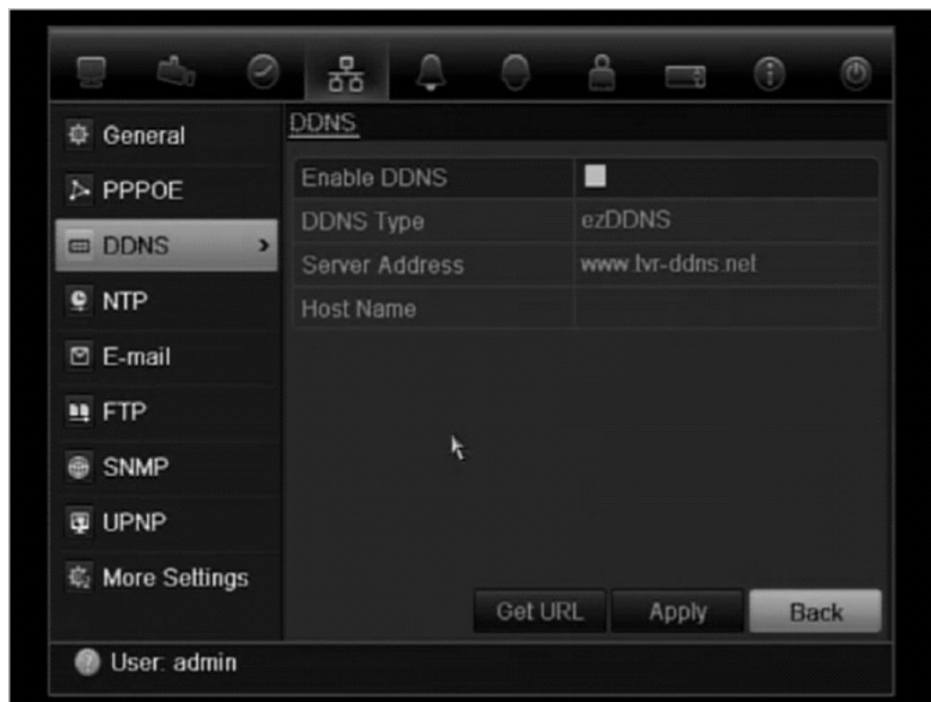 General
PPPOE
DDNS
NTP
E-mail
FTP
SNMP
UPNP
More Settings
DDNS
Enable DDNS
DDNS Type ezDDNS
Server Address www.tvr-ddns.net
Host Name
Get URL Apply Back
User: admin